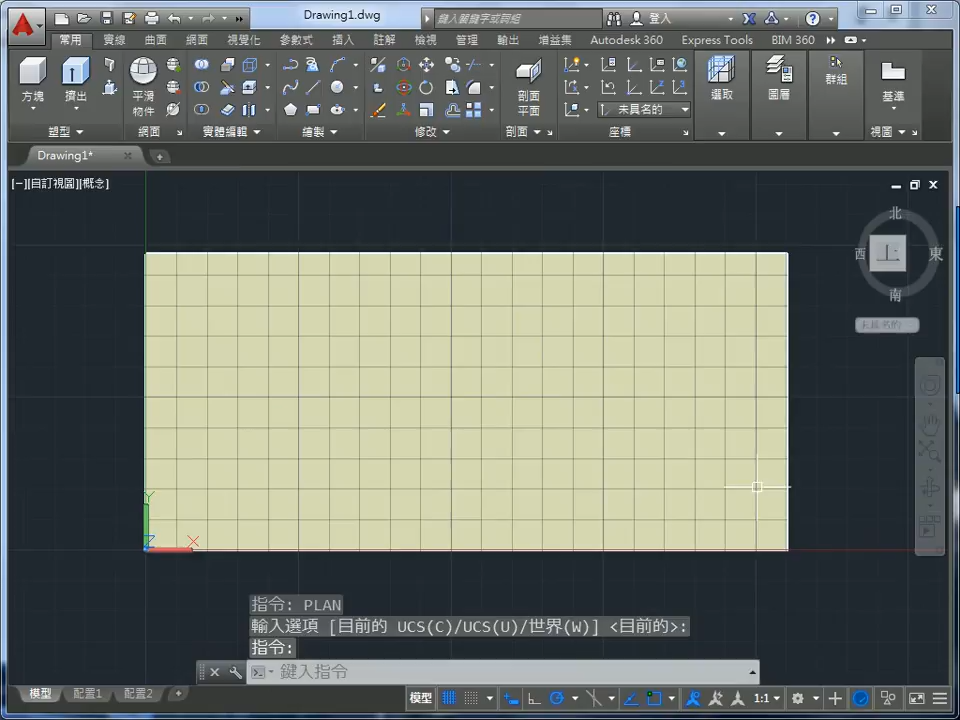 Drawing1.dwg
鍵入關鍵字或詞組
登入
常用 實線 曲面 網面 視覺化 參數式 插入 註解 檢視 管理 輸出 增益集 Autodesk 360 Express Tools BIM 360
方塊 擠出 平滑物件 剖面平面 未具名的 選取 圖層 群組 基準
塑型 網面 實體編輯 繪製 修改 剖面 座標 視圖
Drawing1*
[−][自訂視圖][概念]
北
西 上 東
南
未具名的
Y
Z X
指令: PLAN
輸入選項 [目前的 UCS(C)/UCS(U)/世界(W)] <目前的>:
指令:
鍵入指令
模型 配置1 配置2 模型 1:1